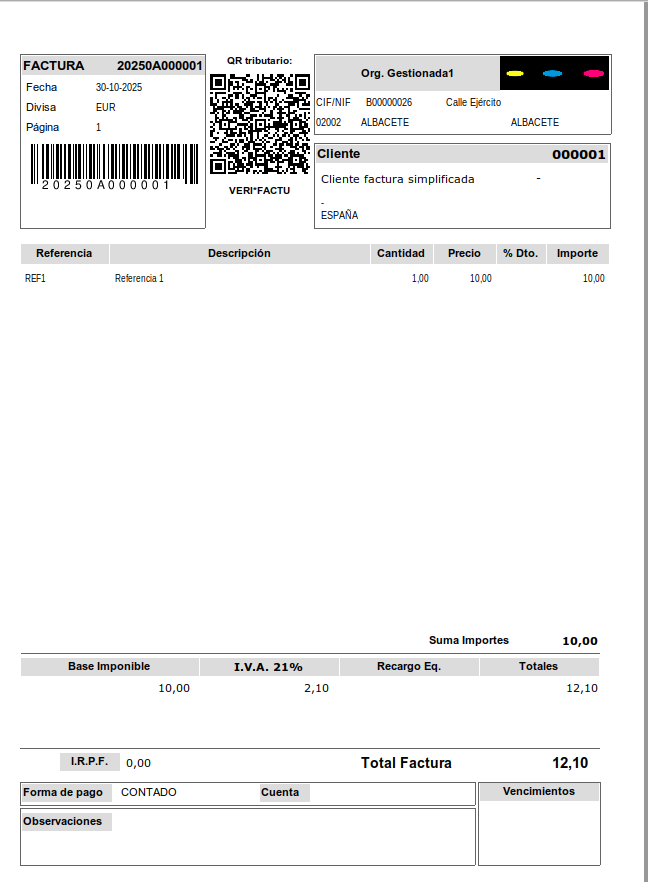 FACTURA 20250A000001
Fecha 30-10-2025
Divisa EUR
Página 1
20250A000001
QR tributario:
VERI*FACTU
Org. Gestionada1
CIF/NIF B00000026 Calle Ejército
02002 ALBACETE ALBACETE
Cliente 000001
Cliente factura simplificada -
-
ESPAÑA
Referencia Descripción Cantidad Precio % Dto. Importe
REF1 Referencia 1 1,00 10,00 10,00
Suma Importes 10,00
Base Imponible I.V.A. 21% Recargo Eq. Totales
10,00 2,10 12,10
I.R.P.F. 0,00 Total Factura 12,10
Forma de pago CONTADO Cuenta
Vencimientos
Observaciones